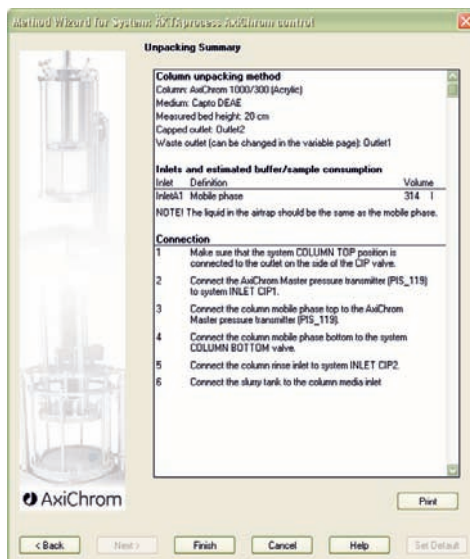 Method Wizard for System: ÄKTAprocess AxiChrom control
Unpacking Summary
Column unpacking method
Column: AxiChrom 1000/300 (Acrylic)
Medium: Capto DEAE
Measured bed height: 20 cm
Capped outlet: Outlet2
Waste outlet (can be changed in the variable page): Outlet1
Inlets and estimated buffer/sample consumption
Inlet Definition Volume
InletA1 Mobile phase 314 l
NOTE! The liquid in the airtrap should be the same as the mobile phase.
Connection
1 Make sure that the system COLUMN TOP position is
connected to the outlet on the side of the CIP valve.
2 Connect the AxiChrom Master pressure transmitter (PIS_119)
to system INLET CIP1.
3 Connect the column mobile phase top to the AxiChrom
Master pressure transmitter (PIS_119).
4 Connect the column mobile phase bottom to the system
COLUMN BOTTOM valve.
5 Connect the column rinse inlet to system INLET CIP2.
6 Connect the slurry tank to the column media inlet
AxiChrom
Print
< Back Next > Finish Cancel Help Set Default